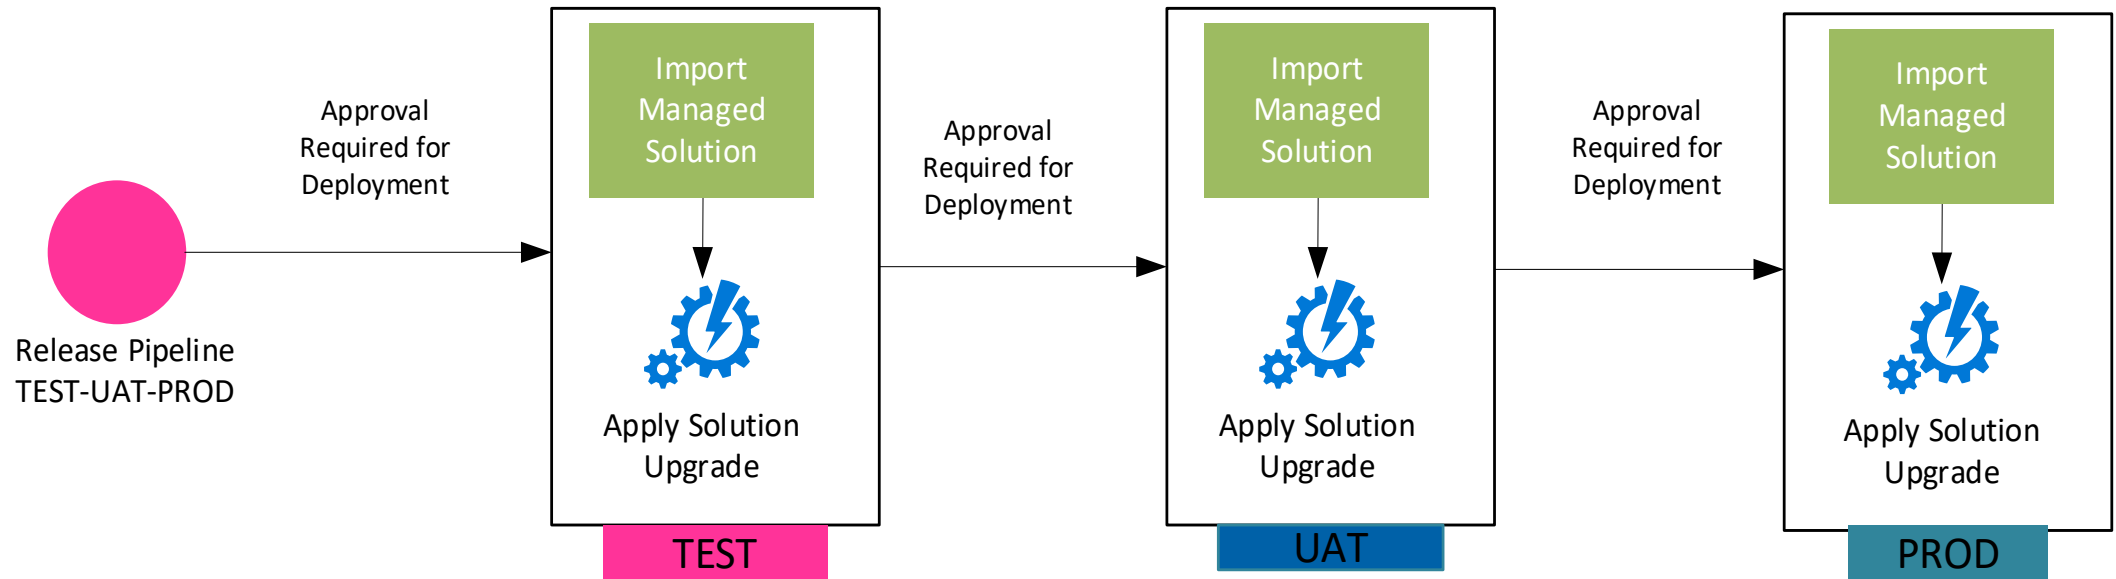 Release Pipeline
TEST-UAT-PROD
Approval
Required for
Deployment
Import
Managed
Solution
Apply Solution
Upgrade
TEST
Approval
Required for
Deployment
Import
Managed
Solution
Apply Solution
Upgrade
UAT
Approval
Required for
Deployment
Import
Managed
Solution
Apply Solution
Upgrade
PROD